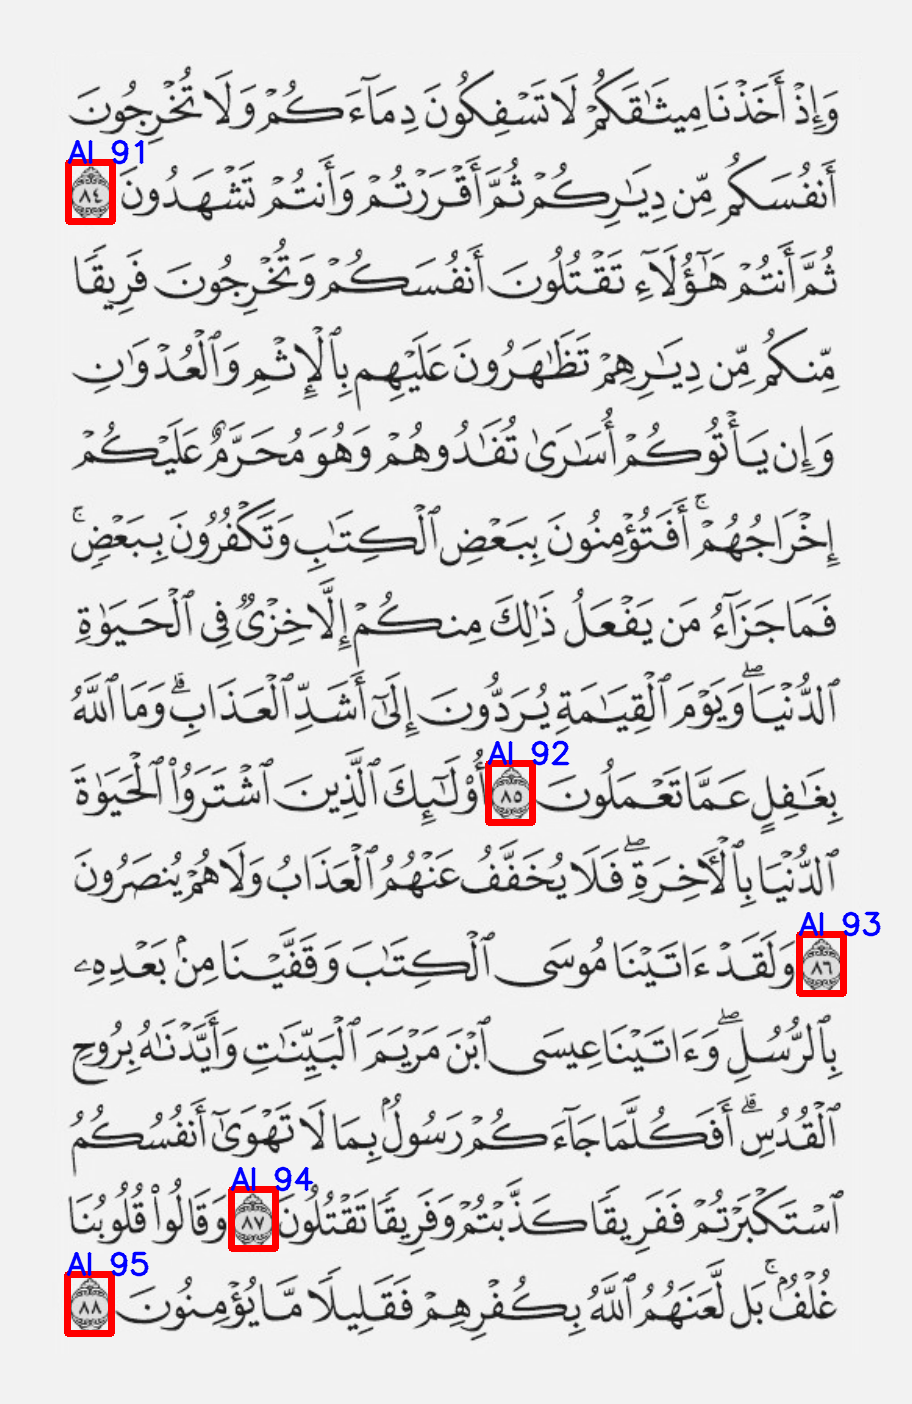 وَإِذْ أَخَذْنَا مِيثَٰقَكُمْ لَا تَسْفِكُونَ دِمَآءَكُمْ وَلَا تُخْرِجُونَ
AI 91
أَنفُسَكُم مِّن دِيَٰرِكُمْ ثُمَّ أَقْرَرْتُمْ وَأَنتُمْ تَشْهَدُونَ ٨٤
ثُمَّ أَنتُمْ هَٰٓؤُلَآءِ تَقْتُلُونَ أَنفُسَكُمْ وَتُخْرِجُونَ فَرِيقًا
مِّنكُم مِّن دِيَٰرِهِمْ تَظَٰهَرُونَ عَلَيْهِم بِٱلْإِثْمِ وَٱلْعُدْوَٰنِ
وَإِن يَأْتُوكُمْ أُسَٰرَىٰ تُفَٰدُوهُمْ وَهُوَ مُحَرَّمٌ عَلَيْكُمْ
إِخْرَاجُهُمْ ۚ أَفَتُؤْمِنُونَ بِبَعْضِ ٱلْكِتَٰبِ وَتَكْفُرُونَ بِبَعْضٍ ۚ
فَمَا جَزَآءُ مَن يَفْعَلُ ذَٰلِكَ مِنكُمْ إِلَّا خِزْىٌ فِى ٱلْحَيَوٰةِ
ٱلدُّنْيَا ۖ وَيَوْمَ ٱلْقِيَٰمَةِ يُرَدُّونَ إِلَىٰٓ أَشَدِّ ٱلْعَذَابِ ۗ وَمَا ٱللَّهُ
AI 92
بِغَٰفِلٍ عَمَّا تَعْمَلُونَ ٨٥ أُو۟لَٰٓئِكَ ٱلَّذِينَ ٱشْتَرَوُا۟ ٱلْحَيَوٰةَ
ٱلدُّنْيَا بِٱلْءَاخِرَةِ ۖ فَلَا يُخَفَّفُ عَنْهُمُ ٱلْعَذَابُ وَلَا هُمْ يُنصَرُونَ
AI 93
٨٦ وَلَقَدْ ءَاتَيْنَا مُوسَى ٱلْكِتَٰبَ وَقَفَّيْنَا مِنۢ بَعْدِهِۦ
بِٱلرُّسُلِ ۖ وَءَاتَيْنَا عِيسَى ٱبْنَ مَرْيَمَ ٱلْبَيِّنَٰتِ وَأَيَّدْنَٰهُ بِرُوحِ
ٱلْقُدُسِ ۗ أَفَكُلَّمَا جَآءَكُمْ رَسُولٌۢ بِمَا لَا تَهْوَىٰٓ أَنفُسُكُمُ
AI 94
ٱسْتَكْبَرْتُمْ فَفَرِيقًا كَذَّبْتُمْ وَفَرِيقًا تَقْتُلُونَ ٨٧ وَقَالُوا۟ قُلُوبُنَا
AI 95
غُلْفٌۢ ۚ بَل لَّعَنَهُمُ ٱللَّهُ بِكُفْرِهِمْ فَقَلِيلًا مَّا يُؤْمِنُونَ ٨٨